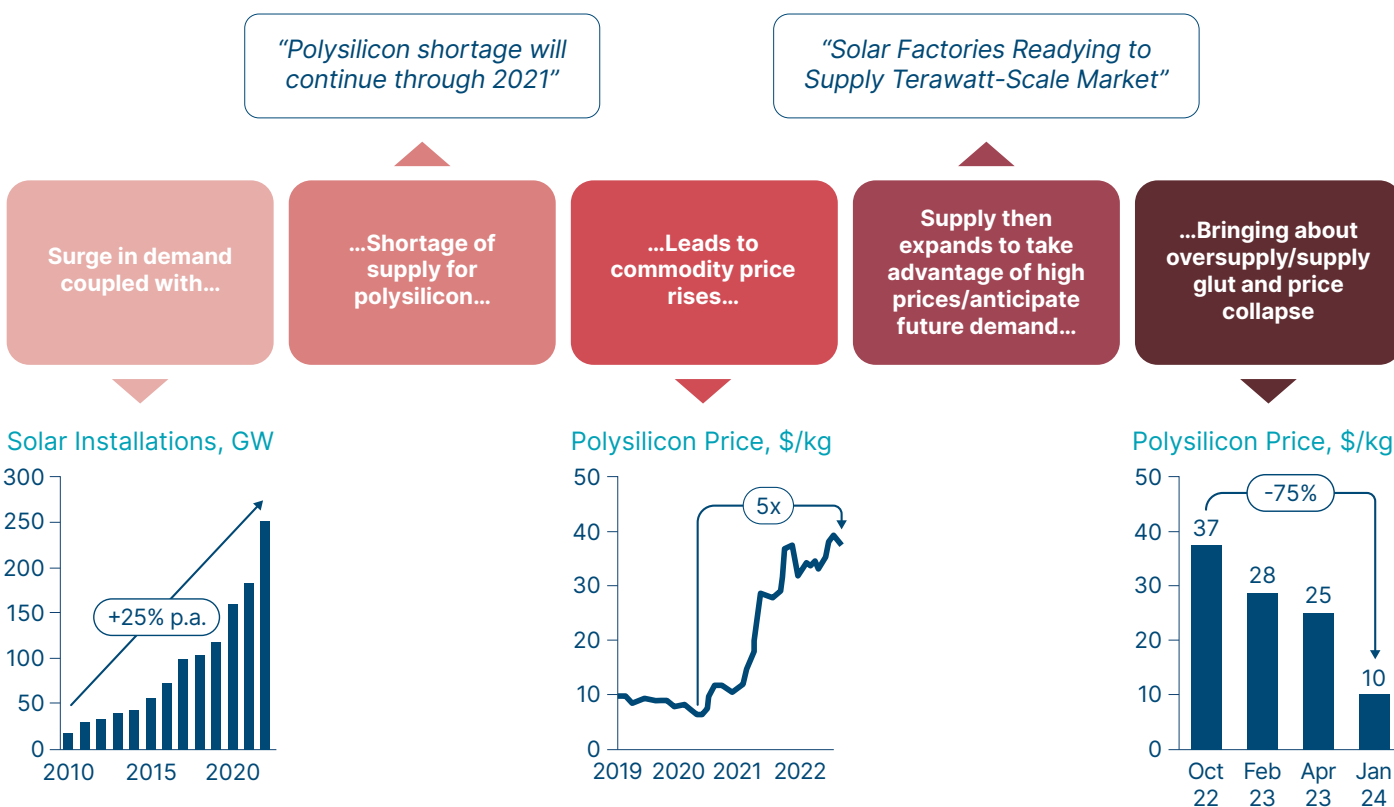 “Polysilicon shortage will
continue through 2021”
“Solar Factories Readying to
Supply Terawatt-Scale Market”
Surge in demand
coupled with...
...Shortage of
supply for
polysilicon...
...Leads to
commodity price
rises...
Supply then
expands to take
advantage of high
prices/anticipate
future demand...
...Bringing about
oversupply/supply
glut and price
collapse
Solar Installations, GW
300
250
200
150
100
50
0
+25% p.a.
2010 2015 2020
Polysilicon Price, $/kg
50
40
30
20
10
0
5x
2019 2020 2021 2022
Polysilicon Price, $/kg
50
40
30
20
10
0
-75%
37
28
25
10
Oct
22
Feb
23
Apr
23
Jan
24